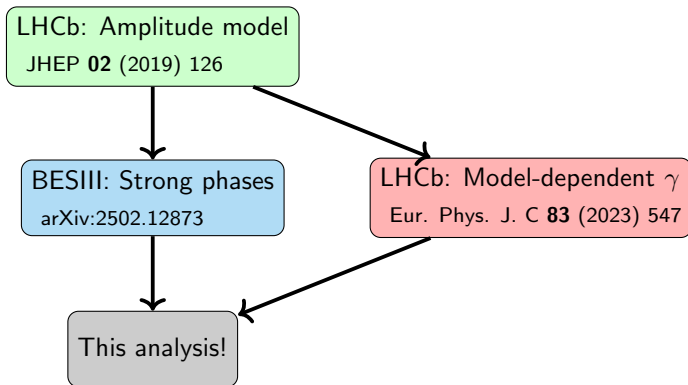 LHCb: Amplitude model
JHEP 02 (2019) 126
BESIII: Strong phases
arXiv:2502.12873
LHCb: Model-dependent γ
Eur. Phys. J. C 83 (2023) 547
This analysis!